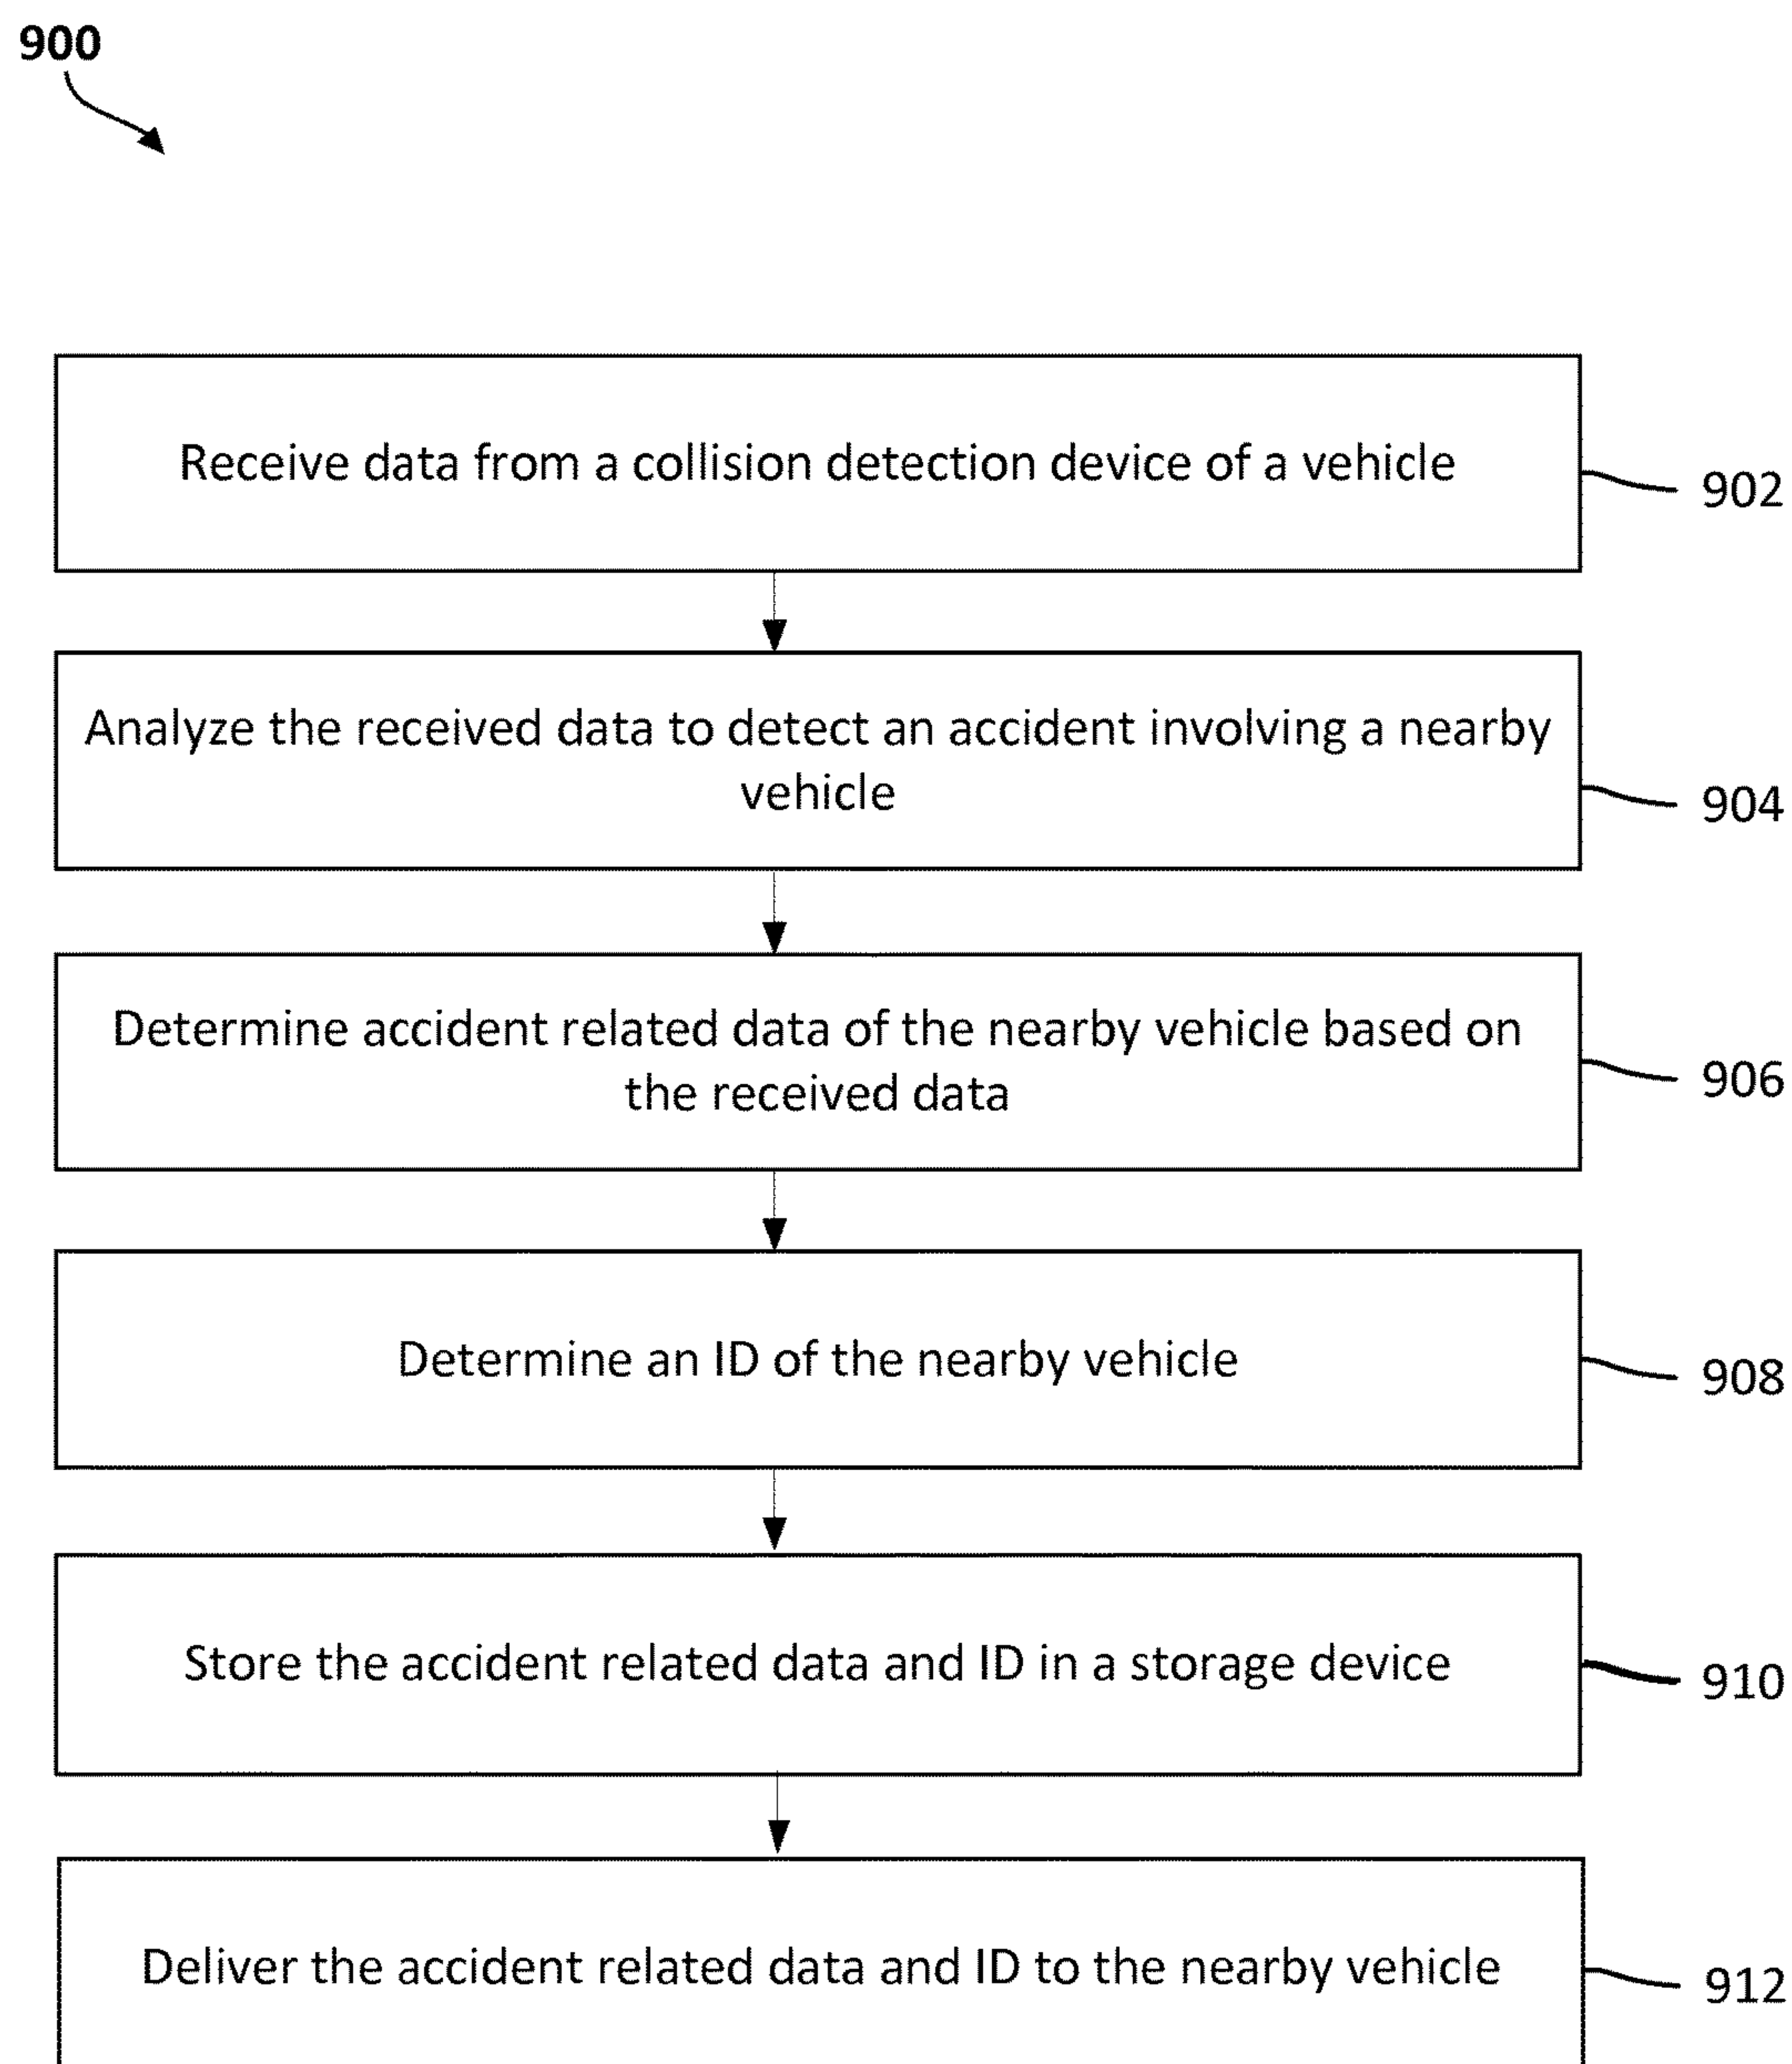 900
Receive data from a collision detection device of a vehicle
902
Analyze the received data to detect an accident involving a nearby
vehicle
904
Determine accident related data of the nearby vehicle based on
the received data
906
Determine an ID of the nearby vehicle
908
Store the accident related data and ID in a storage device
910
Deliver the accident related data and ID to the nearby vehicle
912